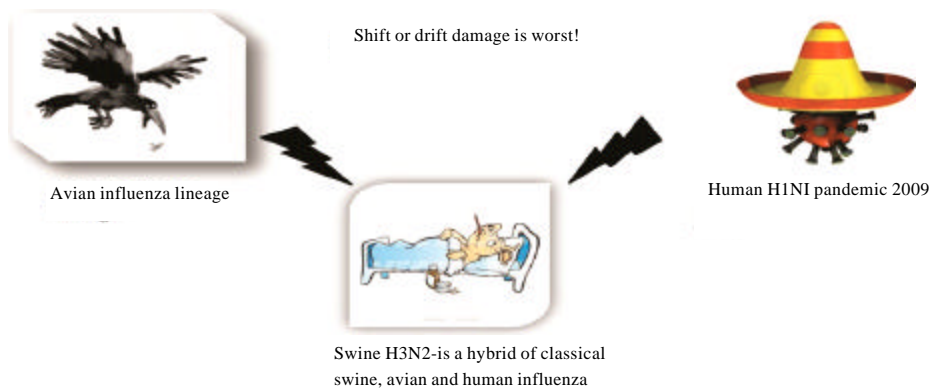 Shift or drift damage is worst!
Avian influenza lineage
Human H1NI pandemic 2009
Swine H3N2-is a hybrid of classical
swine, avian and human influenza